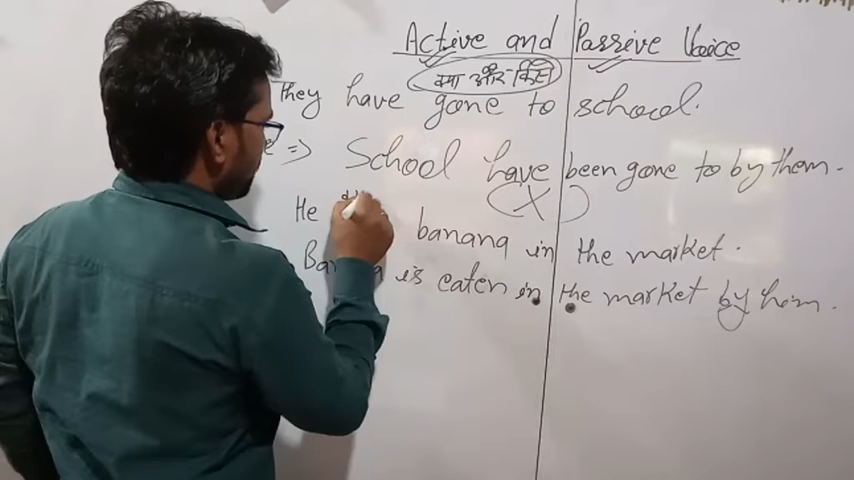 Active and Passive Voice
क्या और किसे
They have gone to school.
=> School have been gone to by them.
(X)
He banana in the market.
Banana is eaten in the market by him.